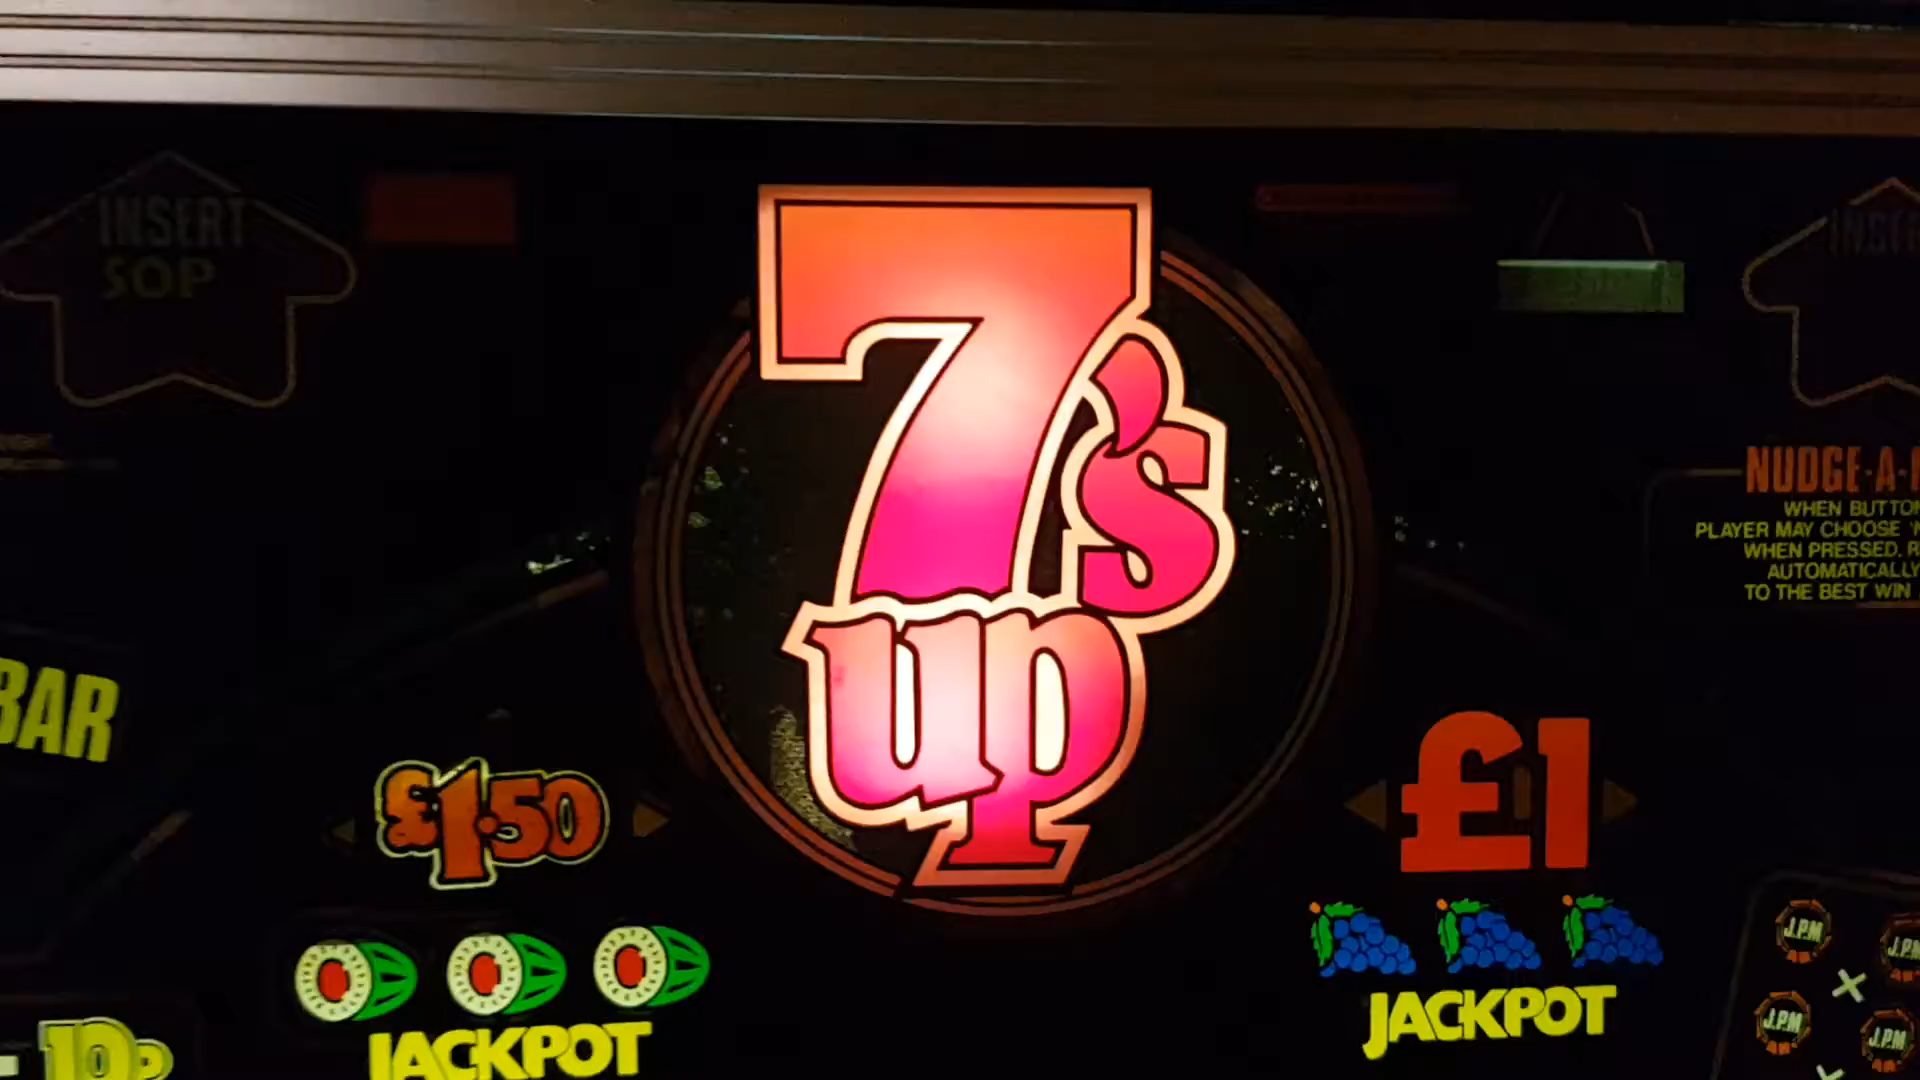 INSERT
50P
7's
up
NUDGE-A-
WHEN BUTTON
PLAYER MAY CHOOSE
WHEN PRESSED,
AUTOMATICALLY
TO THE BEST WIN
BAR
£1.50
£1
JACKPOT
JACKPOT
10p
J.P.M
J.P.M
J.P.M
J.P.M